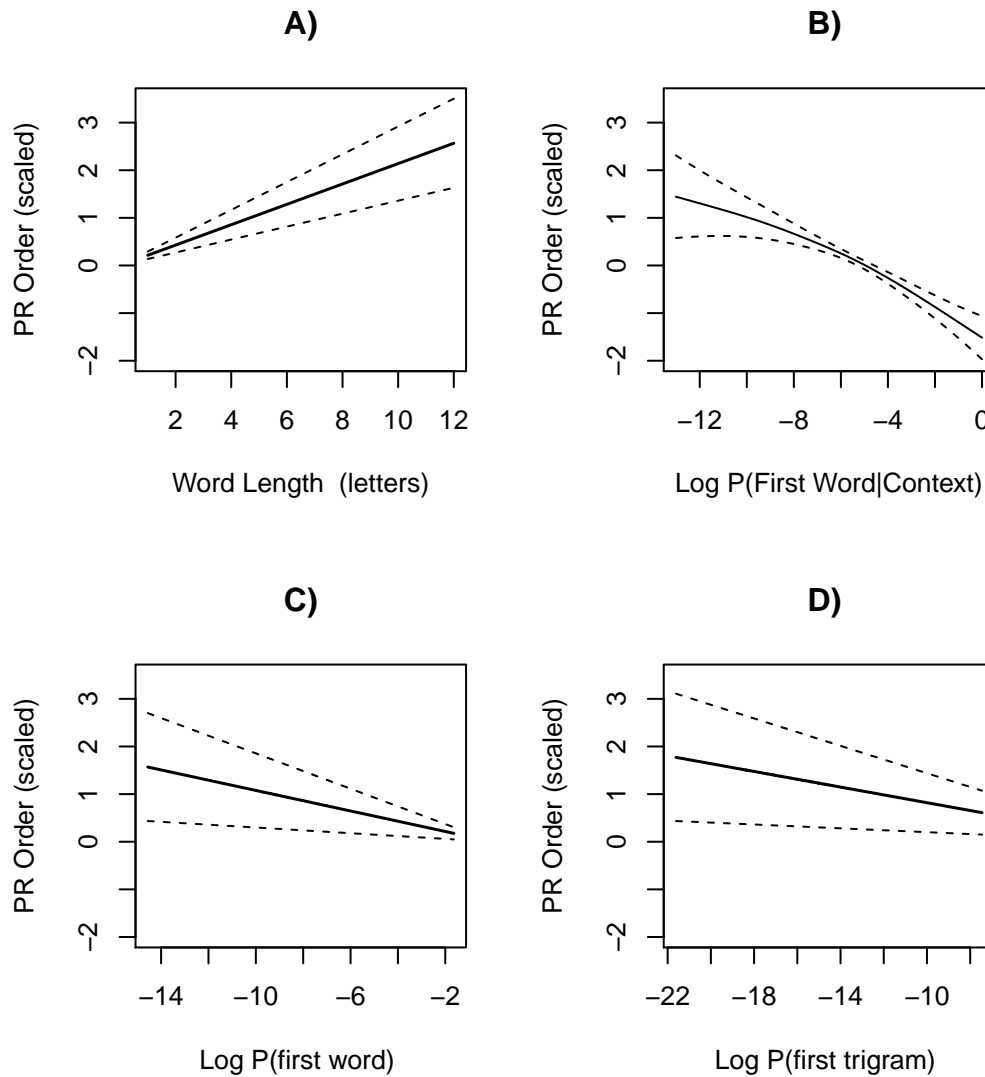 A)
PR Order (scaled)
3
2
1
0
−2
2 4 6 8 10 12
Word Length (letters)
B)
PR Order (scaled)
3
2
1
0
−2
−12 −8 −4 0
Log P(First Word|Context)
C)
PR Order (scaled)
3
2
1
0
−2
−14 −10 −6 −2
Log P(first word)
D)
PR Order (scaled)
3
2
1
0
−2
−22 −18 −14 −10
Log P(first trigram)